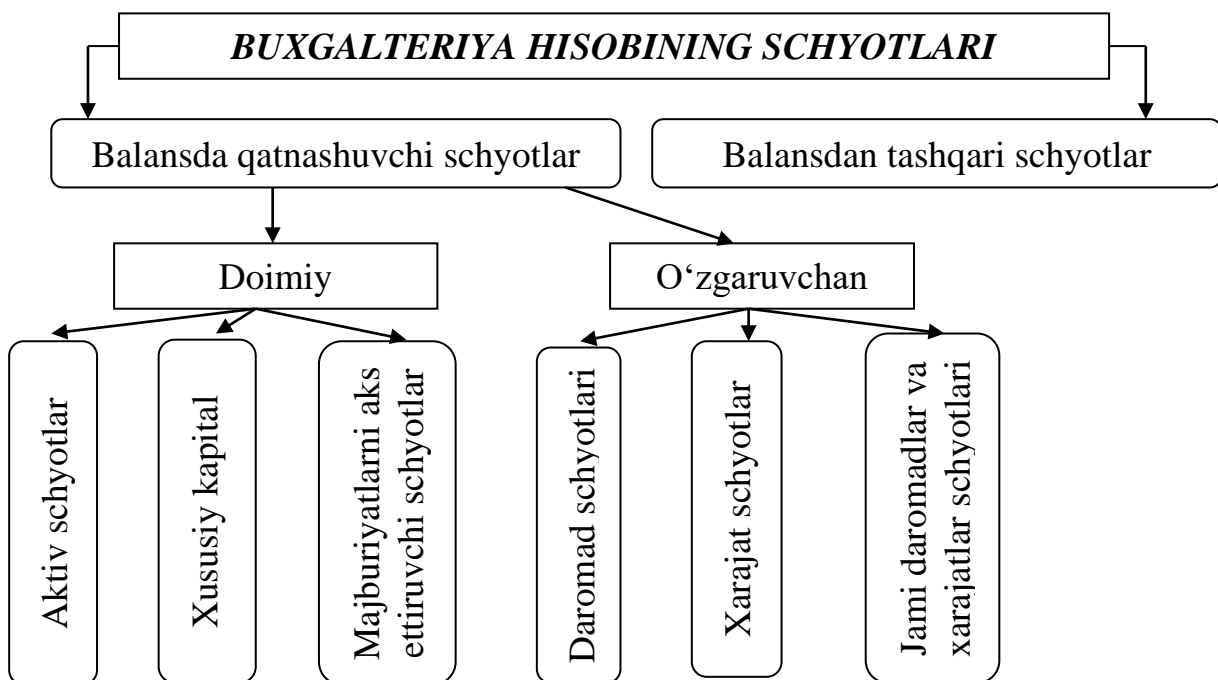 BUXGALTERIYA HISOBINING SCHYOTLARI
Balansda qatnashuvchi schyotlar
Balansdan tashqari schyotlar
Doimiy
O‘zgaruvchan
Aktiv schyotlar
Xususiy kapital
Majburiyatlarni aks
ettiruvchi schyotlar
Daromad schyotlari
Xarajat schyotlar
Jami daromadlar va
xarajatlar schyotlari